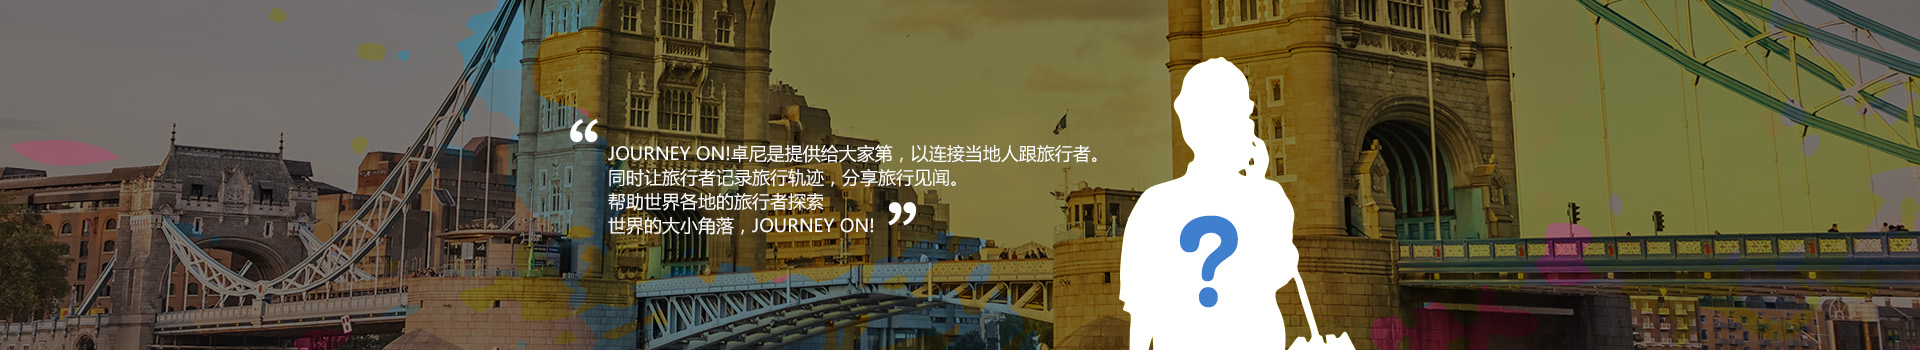 “
JOURNEY ON!卓尼是提供给大家第，以连接当地人跟旅行者。
同时让旅行者记录旅行轨迹，分享旅行见闻。
帮助世界各地的旅行者探索
世界的大小角落，JOURNEY ON! ”
?